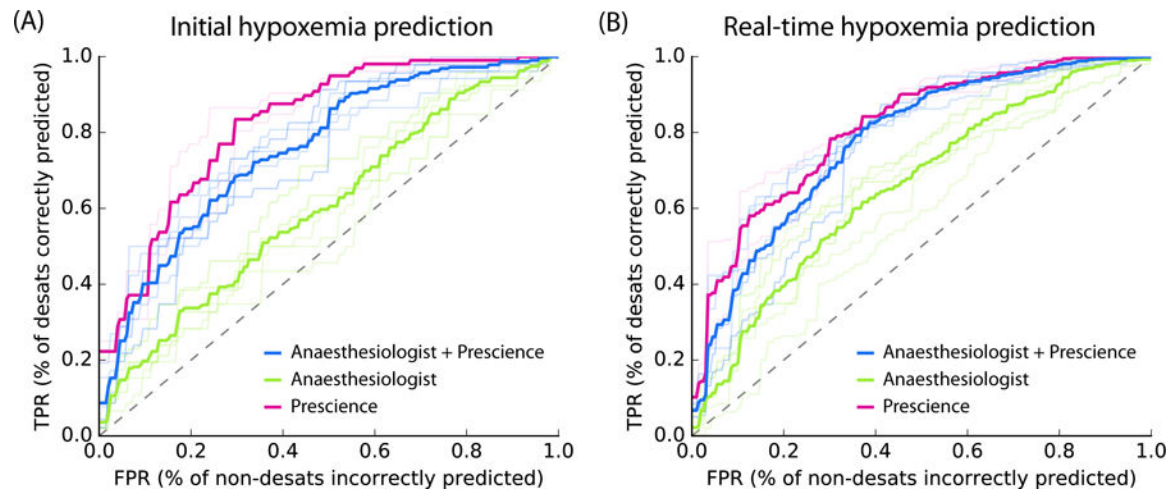 (A)
Initial hypoxemia prediction
TPR (% of desats correctly predicted)
1.0
0.8
0.6
0.4
0.2
0.0
Anaesthesiologist + Prescience
Anaesthesiologist
Prescience
0.0 0.2 0.4 0.6 0.8 1.0
FPR (% of non-desats incorrectly predicted)
(B)
Real-time hypoxemia prediction
TPR (% of desats correctly predicted)
1.0
0.8
0.6
0.4
0.2
0.0
Anaesthesiologist + Prescience
Anaesthesiologist
Prescience
0.0 0.2 0.4 0.6 0.8 1.0
FPR (% of non-desats incorrectly predicted)